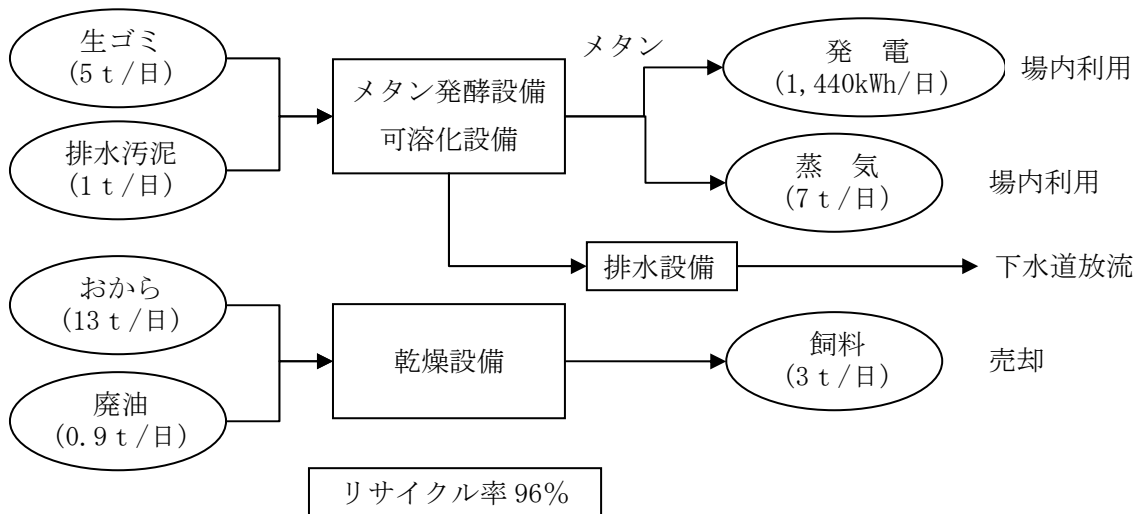 生ゴミ
(5 t /日)
排水汚泥
(1 t /日)
メタン発酵設備
可溶化設備
メタン
発　電
(1,440kWh/日)
場内利用
蒸　気
(7 t /日)
場内利用
排水設備
下水道放流
おから
(13 t /日)
廃油
(0.9 t /日)
乾燥設備
飼料
(3 t /日)
売却
リサイクル率 96%